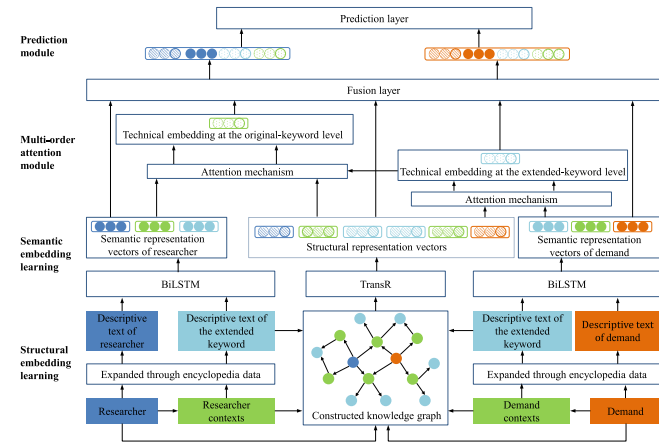 Prediction layer
Prediction
module
Fusion layer
Technical embedding at the original-keyword level
Multi-order
attention
module
Technical embedding at the extended-keyword level
Attention mechanism
Attention mechanism
Semantic
embedding
learning
Semantic representation
vectors of researcher
Structural representation vectors
Semantic representation
vectors of demand
BiLSTM
TransR
BiLSTM
Structural
embedding
learning
Descriptive
text of
researcher
Descriptive text of
the extended
keyword
Descriptive text of
the extended
keyword
Descriptive text
of demand
Expanded through encyclopedia data
Expanded through encyclopedia data
Researcher
Researcher
contexts
Constructed knowledge graph
Demand
contexts
Demand